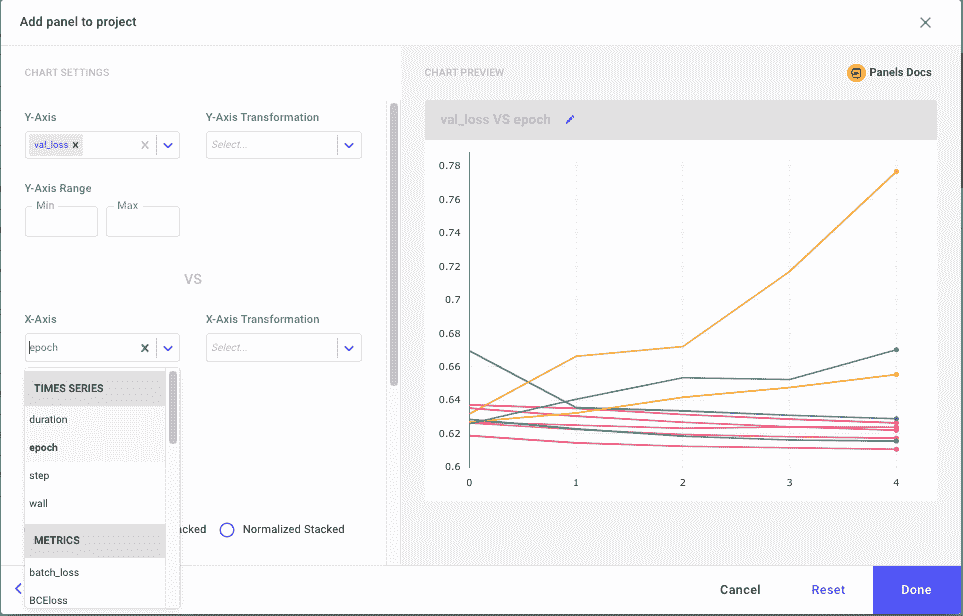 Add panel to project
CHART SETTINGS
Y-Axis
Y-Axis Transformation
val_loss
Select...
Y-Axis Range
Min
Max
VS
X-Axis
X-Axis Transformation
epoch
Select...
TIMES SERIES
duration
epoch
step
wall
METRICS
batch_loss
BCEloss
acked
Normalized Stacked
CHART PREVIEW
Panels Docs
val_loss VS epoch
0.78
0.76
0.74
0.72
0.7
0.68
0.66
0.64
0.62
0.6
0 1 2 3 4
Cancel
Reset
Done